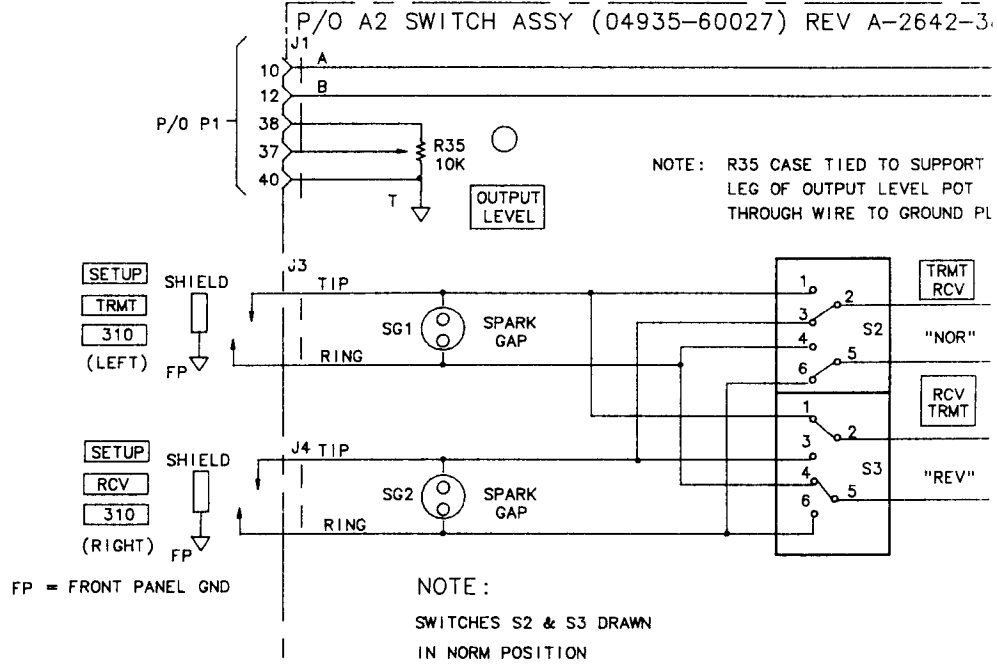 P/O A2 SWITCH ASSY (04935-60027) REV A-2642-3
J1
10 A
12 B
P/O P1
38
37
40
R35
10K
T
OUTPUT
LEVEL
NOTE: R35 CASE TIED TO SUPPORT
LEG OF OUTPUT LEVEL POT
THROUGH WIRE TO GROUND PL
SETUP
TRMT
310
(LEFT)
SHIELD
FP
J3
TIP
RING
SG1
SPARK
GAP
1
2
3
4
5
6
S2
TRMT
RCV
"NOR"
RCV
TRMT
1
2
3
4
5
6
S3
"REV"
SETUP
RCV
310
(RIGHT)
SHIELD
FP
J4
TIP
RING
SG2
SPARK
GAP
FP = FRONT PANEL GND
NOTE:
SWITCHES S2 & S3 DRAWN
IN NORM POSITION